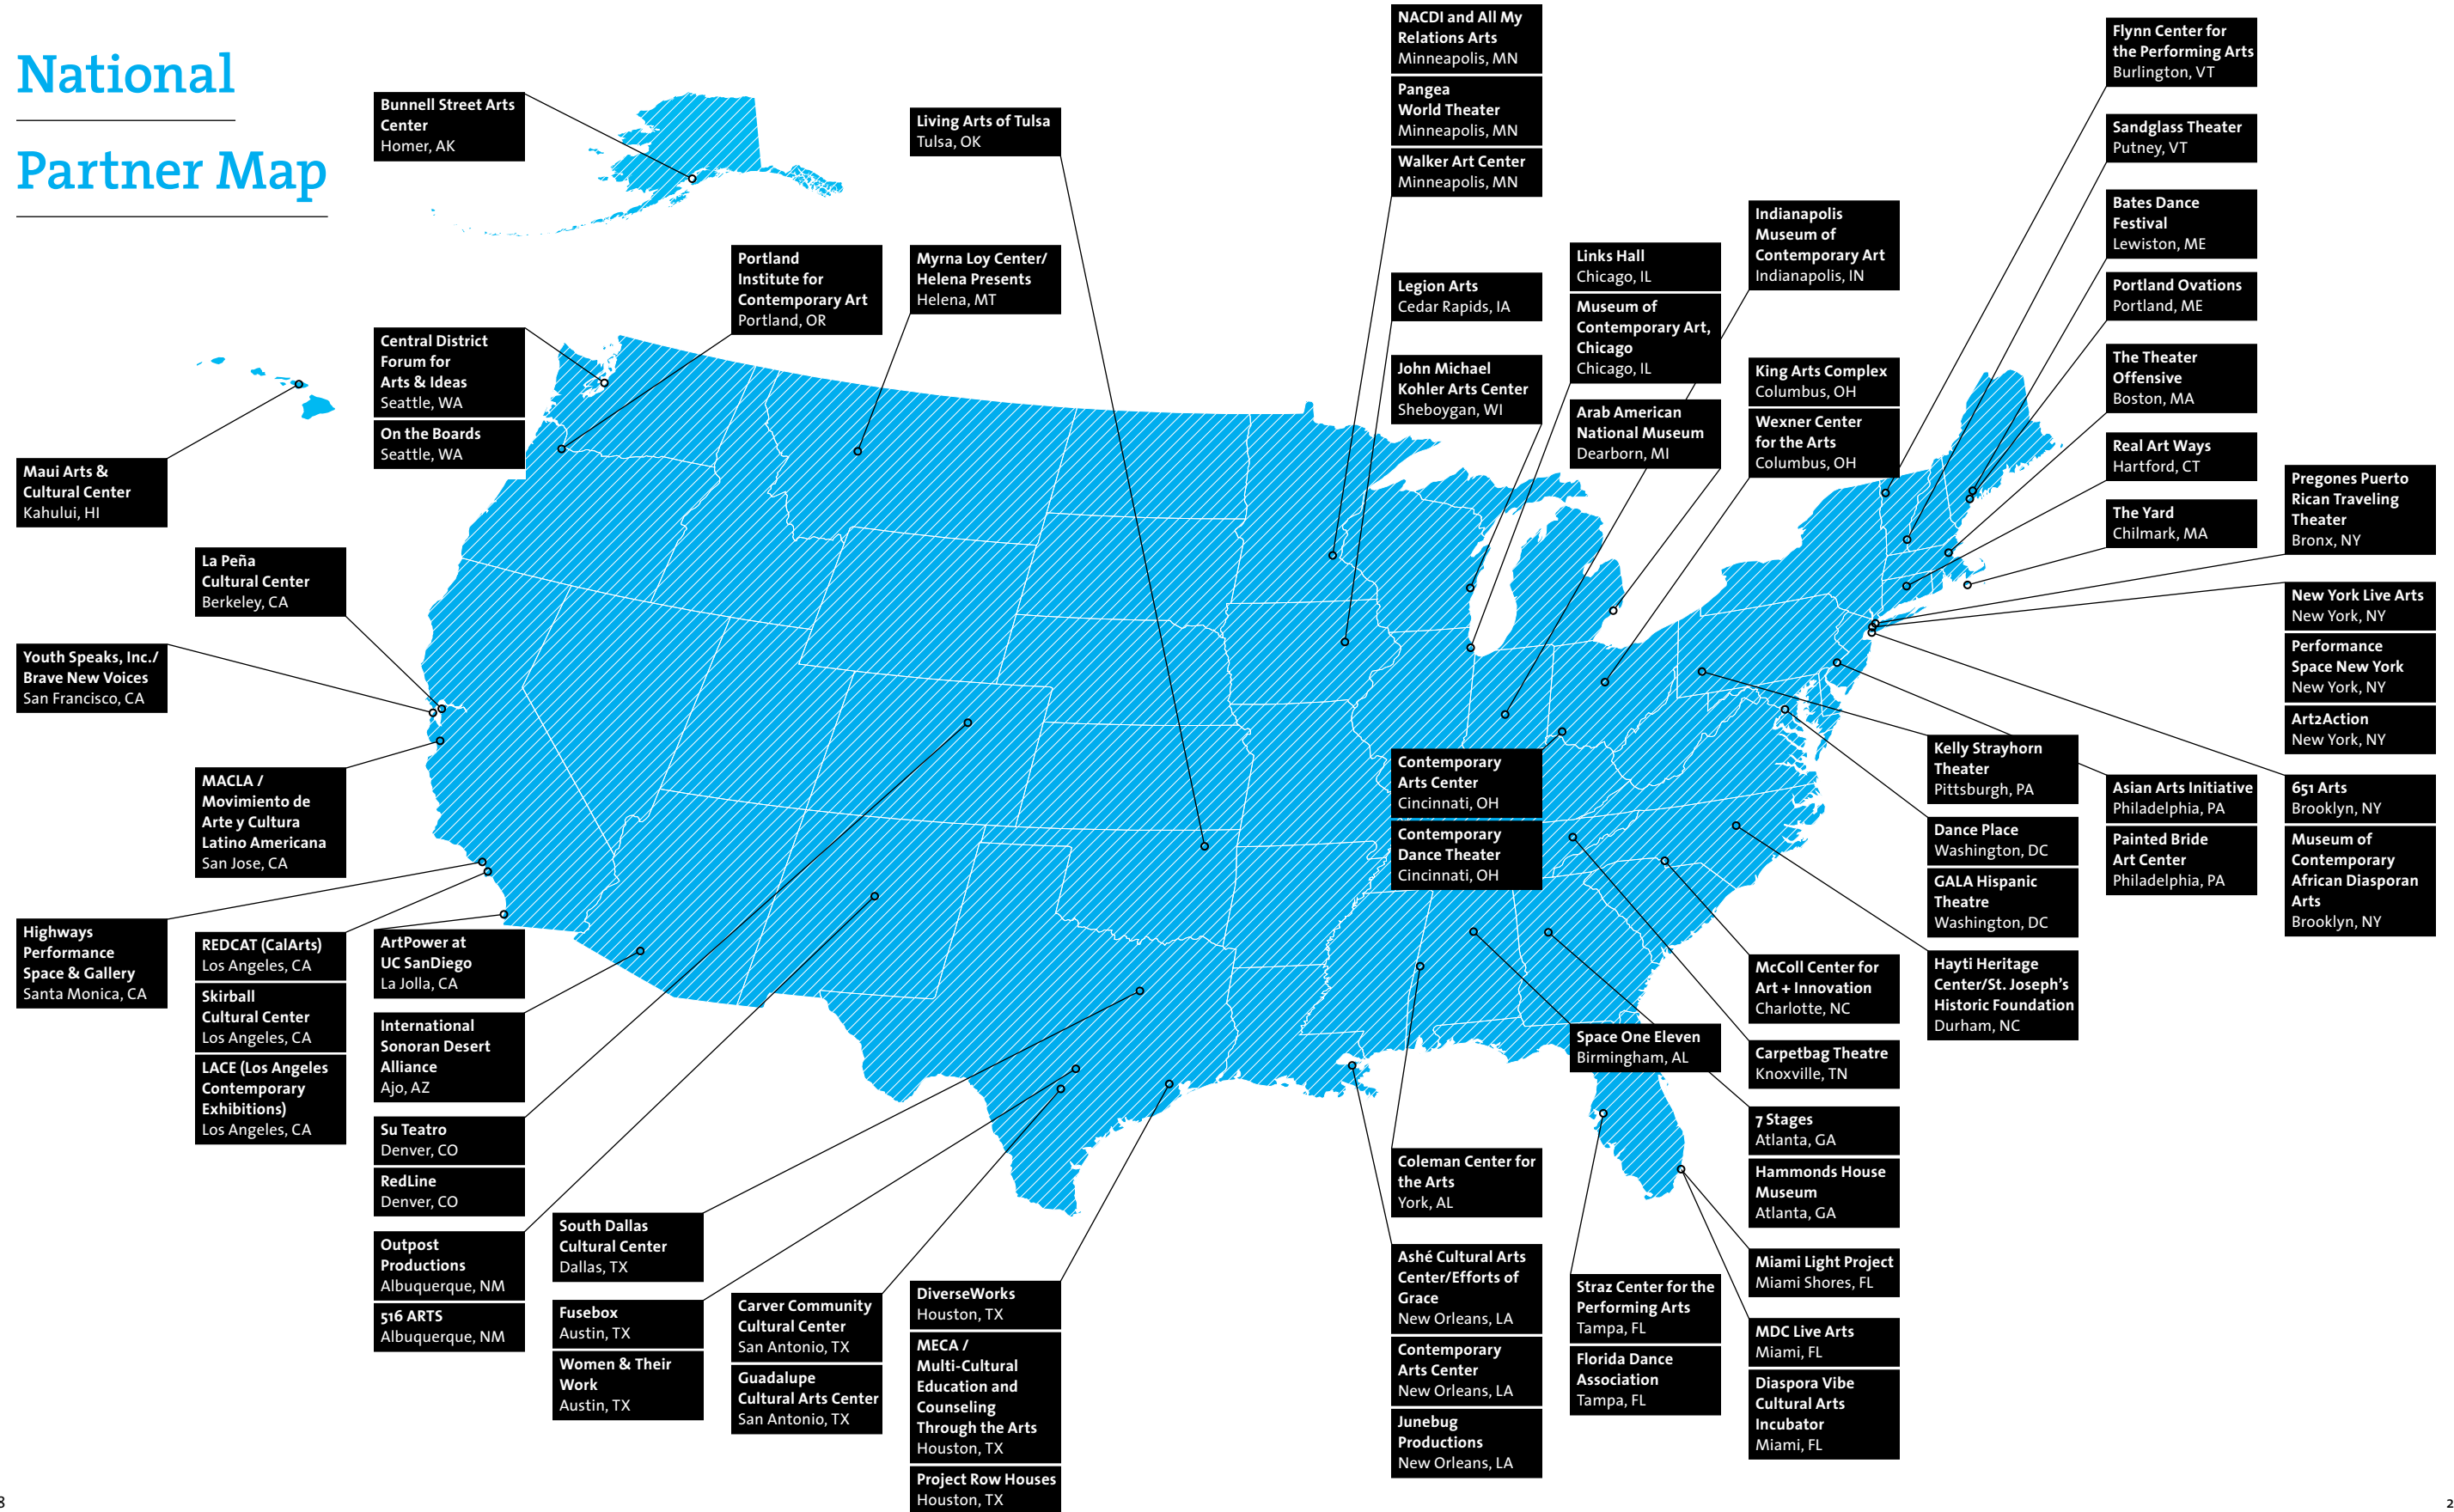 National
Partner Map
Bunnell Street Arts
Center
Homer, AK
Living Arts of Tulsa
Tulsa, OK
NACDI and All My
Relations Arts
Minneapolis, MN
Pangea
World Theater
Minneapolis, MN
Walker Art Center
Minneapolis, MN
Flynn Center for
the Performing Arts
Burlington, VT
Sandglass Theater
Putney, VT
Bates Dance
Festival
Lewiston, ME
Portland Ovations
Portland, ME
The Theater
Offensive
Boston, MA
Real Art Ways
Hartford, CT
The Yard
Chilmark, MA
Portland
Institute for
Contemporary Art
Portland, OR
Myrna Loy Center/
Helena Presents
Helena, MT
Central District
Forum for
Arts & Ideas
Seattle, WA
On the Boards
Seattle, WA
Legion Arts
Cedar Rapids, IA
John Michael
Kohler Arts Center
Sheboygan, WI
Links Hall
Chicago, IL
Museum of
Contemporary Art,
Chicago
Chicago, IL
Arab American
National Museum
Dearborn, MI
Indianapolis
Museum of
Contemporary Art
Indianapolis, IN
King Arts Complex
Columbus, OH
Wexner Center
for the Arts
Columbus, OH
Pregones Puerto
Rican Traveling
Theater
Bronx, NY
New York Live Arts
New York, NY
Performance
Space New York
New York, NY
Art2Action
New York, NY
651 Arts
Brooklyn, NY
Museum of
Contemporary
African Diasporan
Arts
Brooklyn, NY
Maui Arts &
Cultural Center
Kahului, HI
La Peña
Cultural Center
Berkeley, CA
Youth Speaks, Inc./
Brave New Voices
San Francisco, CA
MACLA /
Movimiento de
Arte y Cultura
Latino Americana
San Jose, CA
Highways
Performance
Space & Gallery
Santa Monica, CA
REDCAT (CalArts)
Los Angeles, CA
Skirball
Cultural Center
Los Angeles, CA
LACE (Los Angeles
Contemporary
Exhibitions)
Los Angeles, CA
ArtPower at
UC SanDiego
La Jolla, CA
International
Sonoran Desert
Alliance
Ajo, AZ
Su Teatro
Denver, CO
RedLine
Denver, CO
Outpost
Productions
Albuquerque, NM
516 ARTS
Albuquerque, NM
South Dallas
Cultural Center
Dallas, TX
Fusebox
Austin, TX
Women & Their
Work
Austin, TX
Carver Community
Cultural Center
San Antonio, TX
Guadalupe
Cultural Arts Center
San Antonio, TX
DiverseWorks
Houston, TX
MECA /
Multi-Cultural
Education and
Counseling
Through the Arts
Houston, TX
Project Row Houses
Houston, TX
Contemporary
Arts Center
Cincinnati, OH
Contemporary
Dance Theater
Cincinnati, OH
Coleman Center for
the Arts
York, AL
Ashé Cultural Arts
Center/Efforts of
Grace
New Orleans, LA
Contemporary
Arts Center
New Orleans, LA
Junebug
Productions
New Orleans, LA
Space One Eleven
Birmingham, AL
Straz Center for the
Performing Arts
Tampa, FL
Florida Dance
Association
Tampa, FL
McColl Center for
Art + Innovation
Charlotte, NC
Carpetbag Theatre
Knoxville, TN
7 Stages
Atlanta, GA
Hammonds House
Museum
Atlanta, GA
Miami Light Project
Miami Shores, FL
MDC Live Arts
Miami, FL
Diaspora Vibe
Cultural Arts
Incubator
Miami, FL
Kelly Strayhorn
Theater
Pittsburgh, PA
Dance Place
Washington, DC
GALA Hispanic
Theatre
Washington, DC
Hayti Heritage
Center/St. Joseph's
Historic Foundation
Durham, NC
Asian Arts Initiative
Philadelphia, PA
Painted Bride
Art Center
Philadelphia, PA
8
2